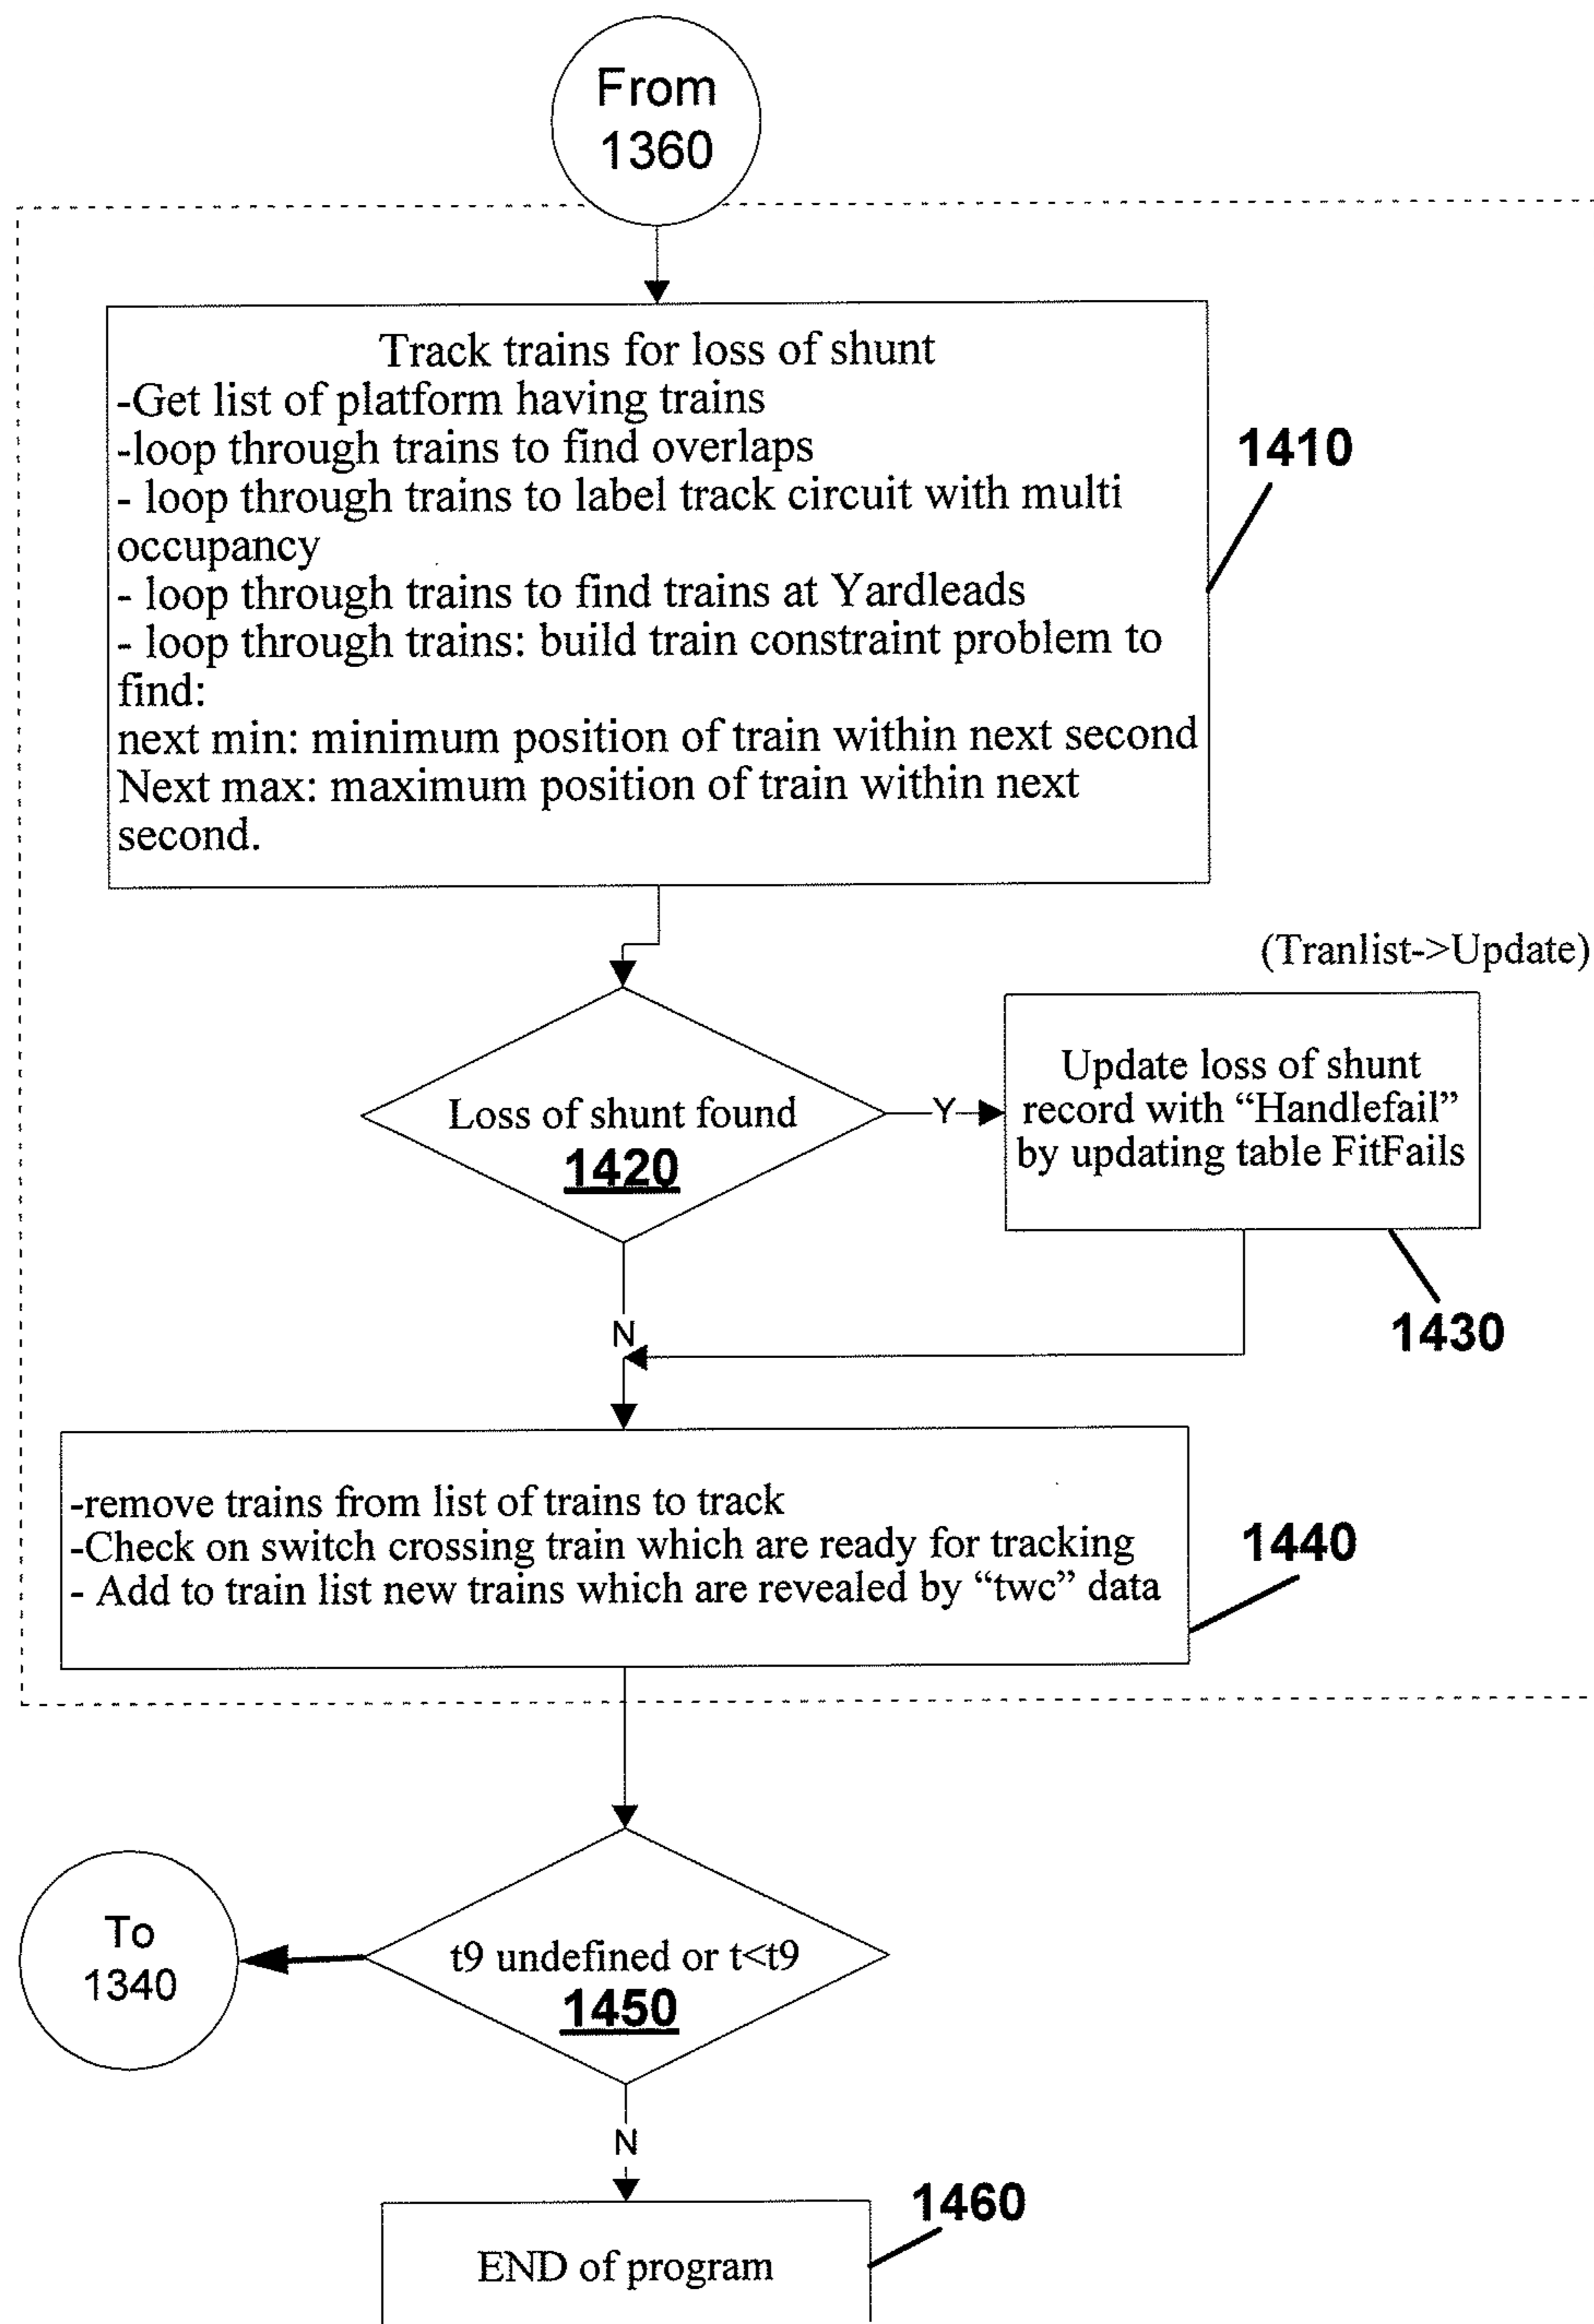 From
1360
Track trains for loss of shunt
-Get list of platform having trains
-loop through trains to find overlaps
- loop through trains to label track circuit with multi
occupancy
- loop through trains to find trains at Yardleads
- loop through trains: build train constraint problem to
find:
next min: minimum position of train within next second
Next max: maximum position of train within next
second.
1410
(Tranlist->Update)
Loss of shunt found
1420
Y
Update loss of shunt
record with “Handlefail”
by updating table FitFails
1430
N
-remove trains from list of trains to track
-Check on switch crossing train which are ready for tracking
- Add to train list new trains which are revealed by “twc” data
1440
To
1340
t9 undefined or t<t9
1450
N
1460
END of program